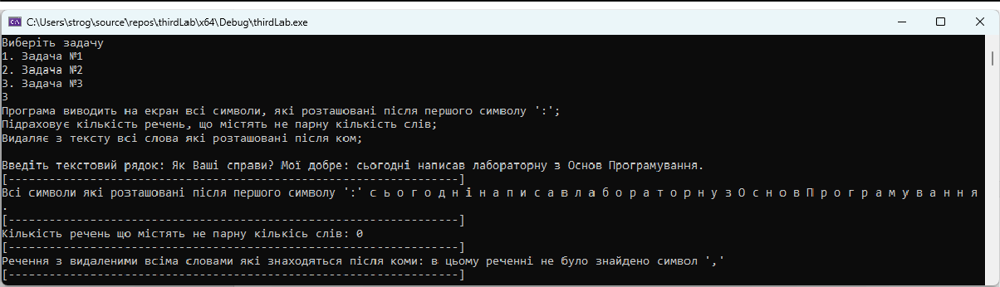 C:\Users\strog\source\repos\thirdLab\x64\Debug\thirdLab.exe
Виберіть задачу
1. Задача №1
2. Задача №2
3. Задача №3
3
Програма виводить на екран всі символи, які розташовані після першого символу ':';
Підраховує кількість речень, що містять не парну кількість слів;
Видаляє з тексту всі слова які розташовані після ком;
Введіть текстовий рядок: Як Ваші справи? Мої добре: сьогодні написав лабораторну з Основ Програмування.
[-----------------------------------------------------------------]
Всі символи які розташовані після першого символу ':' с ь о г о д н і н а п и с а в л а б о р а т о р н у з О с н о в П р о г р а м у в а н н я
.
[-----------------------------------------------------------------]
Кількість речень що містять не парну кількісь слів: 0
[-----------------------------------------------------------------]
Речення з видаленими всіма словами які знаходяться після коми: в цьому реченні не було знайдено символ ','
[-----------------------------------------------------------------]